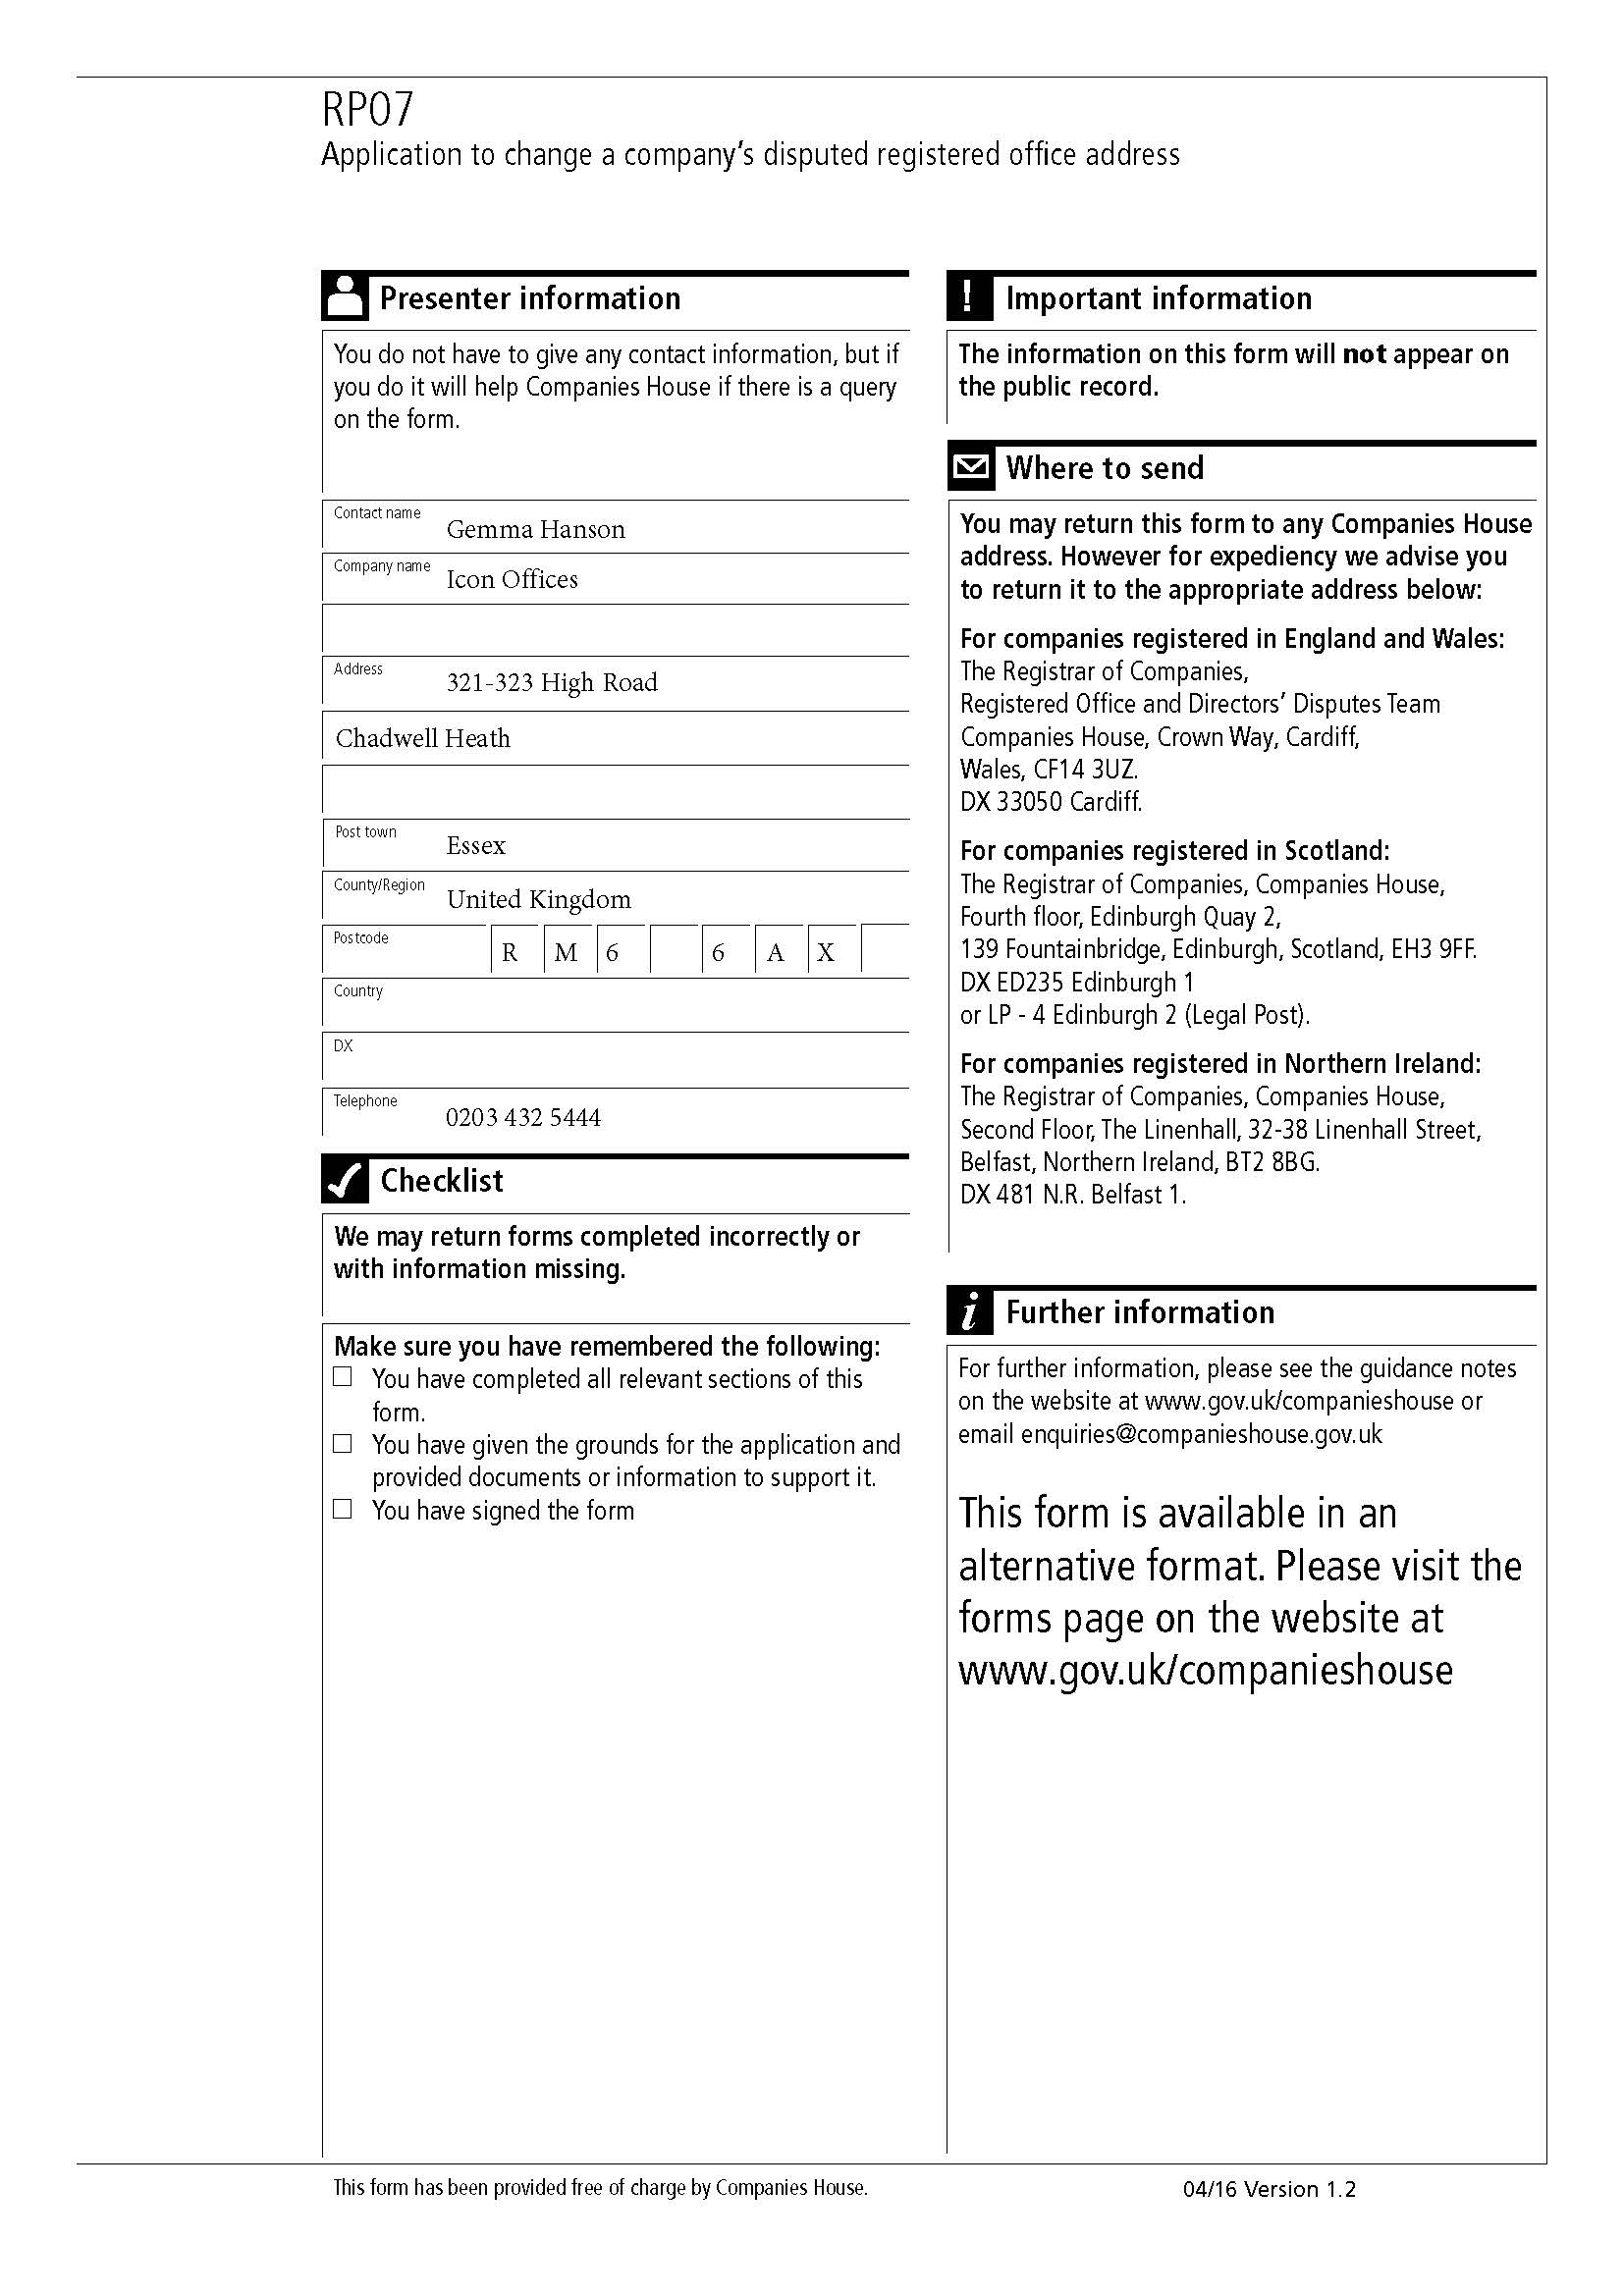 RP07
Application to change a company’s disputed registered office address
Presenter information
You do not have to give any contact information, but if
you do it will help Companies House if there is a query
on the form.
Contact name
Gemma Hanson
Company name
Icon Offices
Address
321-323 High Road
Chadwell Heath
Post town
Essex
County/Region
United Kingdom
Postcode
R M 6 6 A X
Country
DX
Telephone
0203 432 5444
Checklist
We may return forms completed incorrectly or
with information missing.
Make sure you have remembered the following:
You have completed all relevant sections of this
form.
You have given the grounds for the application and
provided documents or information to support it.
You have signed the form
! Important information
The information on this form will not appear on
the public record.
Where to send
You may return this form to any Companies House
address. However for expediency we advise you
to return it to the appropriate address below:
For companies registered in England and Wales:
The Registrar of Companies,
Registered Office and Directors’ Disputes Team
Companies House, Crown Way, Cardiff,
Wales, CF14 3UZ.
DX 33050 Cardiff.
For companies registered in Scotland:
The Registrar of Companies, Companies House,
Fourth floor, Edinburgh Quay 2,
139 Fountainbridge, Edinburgh, Scotland, EH3 9FF.
DX ED235 Edinburgh 1
or LP - 4 Edinburgh 2 (Legal Post).
For companies registered in Northern Ireland:
The Registrar of Companies, Companies House,
Second Floor, The Linenhall, 32-38 Linenhall Street,
Belfast, Northern Ireland, BT2 8BG.
DX 481 N.R. Belfast 1.
i Further information
For further information, please see the guidance notes
on the website at www.gov.uk/companieshouse or
email enquiries@companieshouse.gov.uk
This form is available in an
alternative format. Please visit the
forms page on the website at
www.gov.uk/companieshouse
This form has been provided free of charge by Companies House.
04/16 Version 1.2